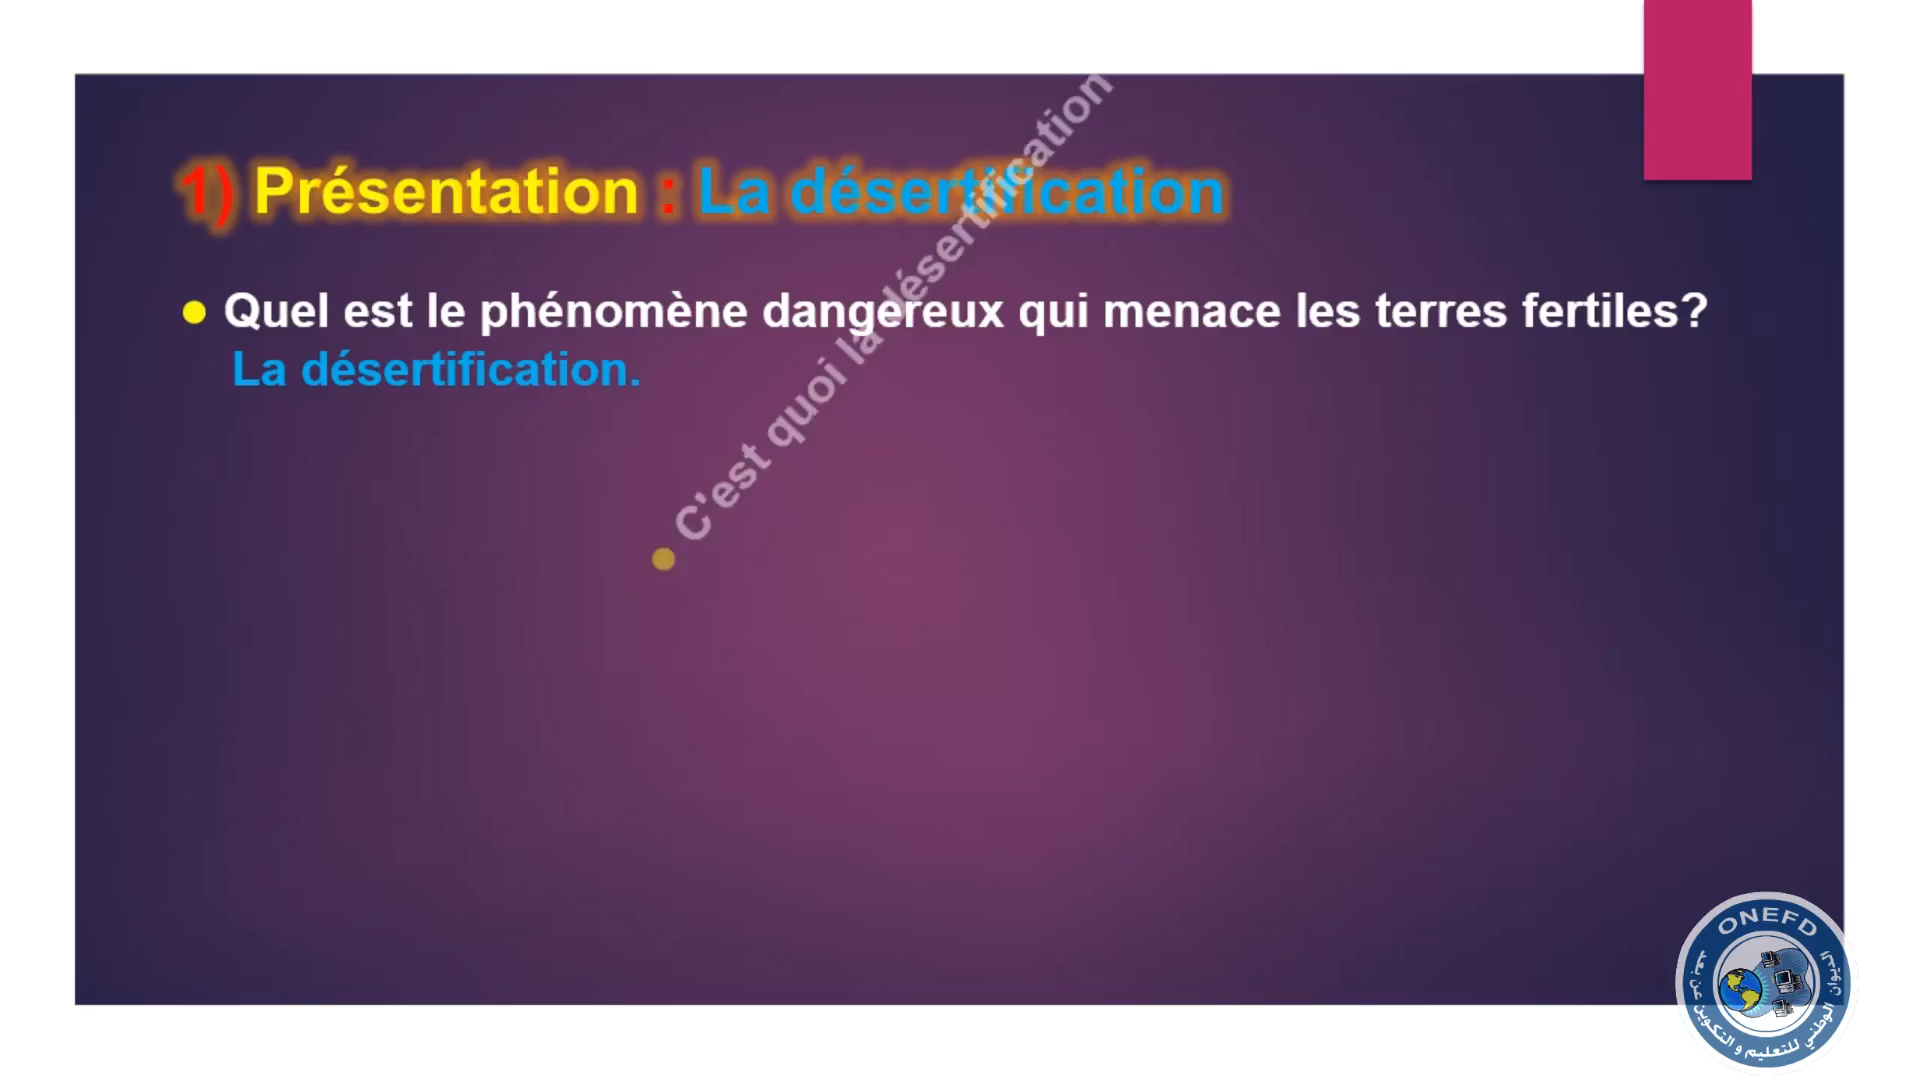 1) Présentation : La désertification
Quel est le phénomène dangereux qui menace les terres fertiles?
La désertification.
C'est quoi la désertification
ONEFD
الديوان الوطني للتعليم و التكوين عن بعد